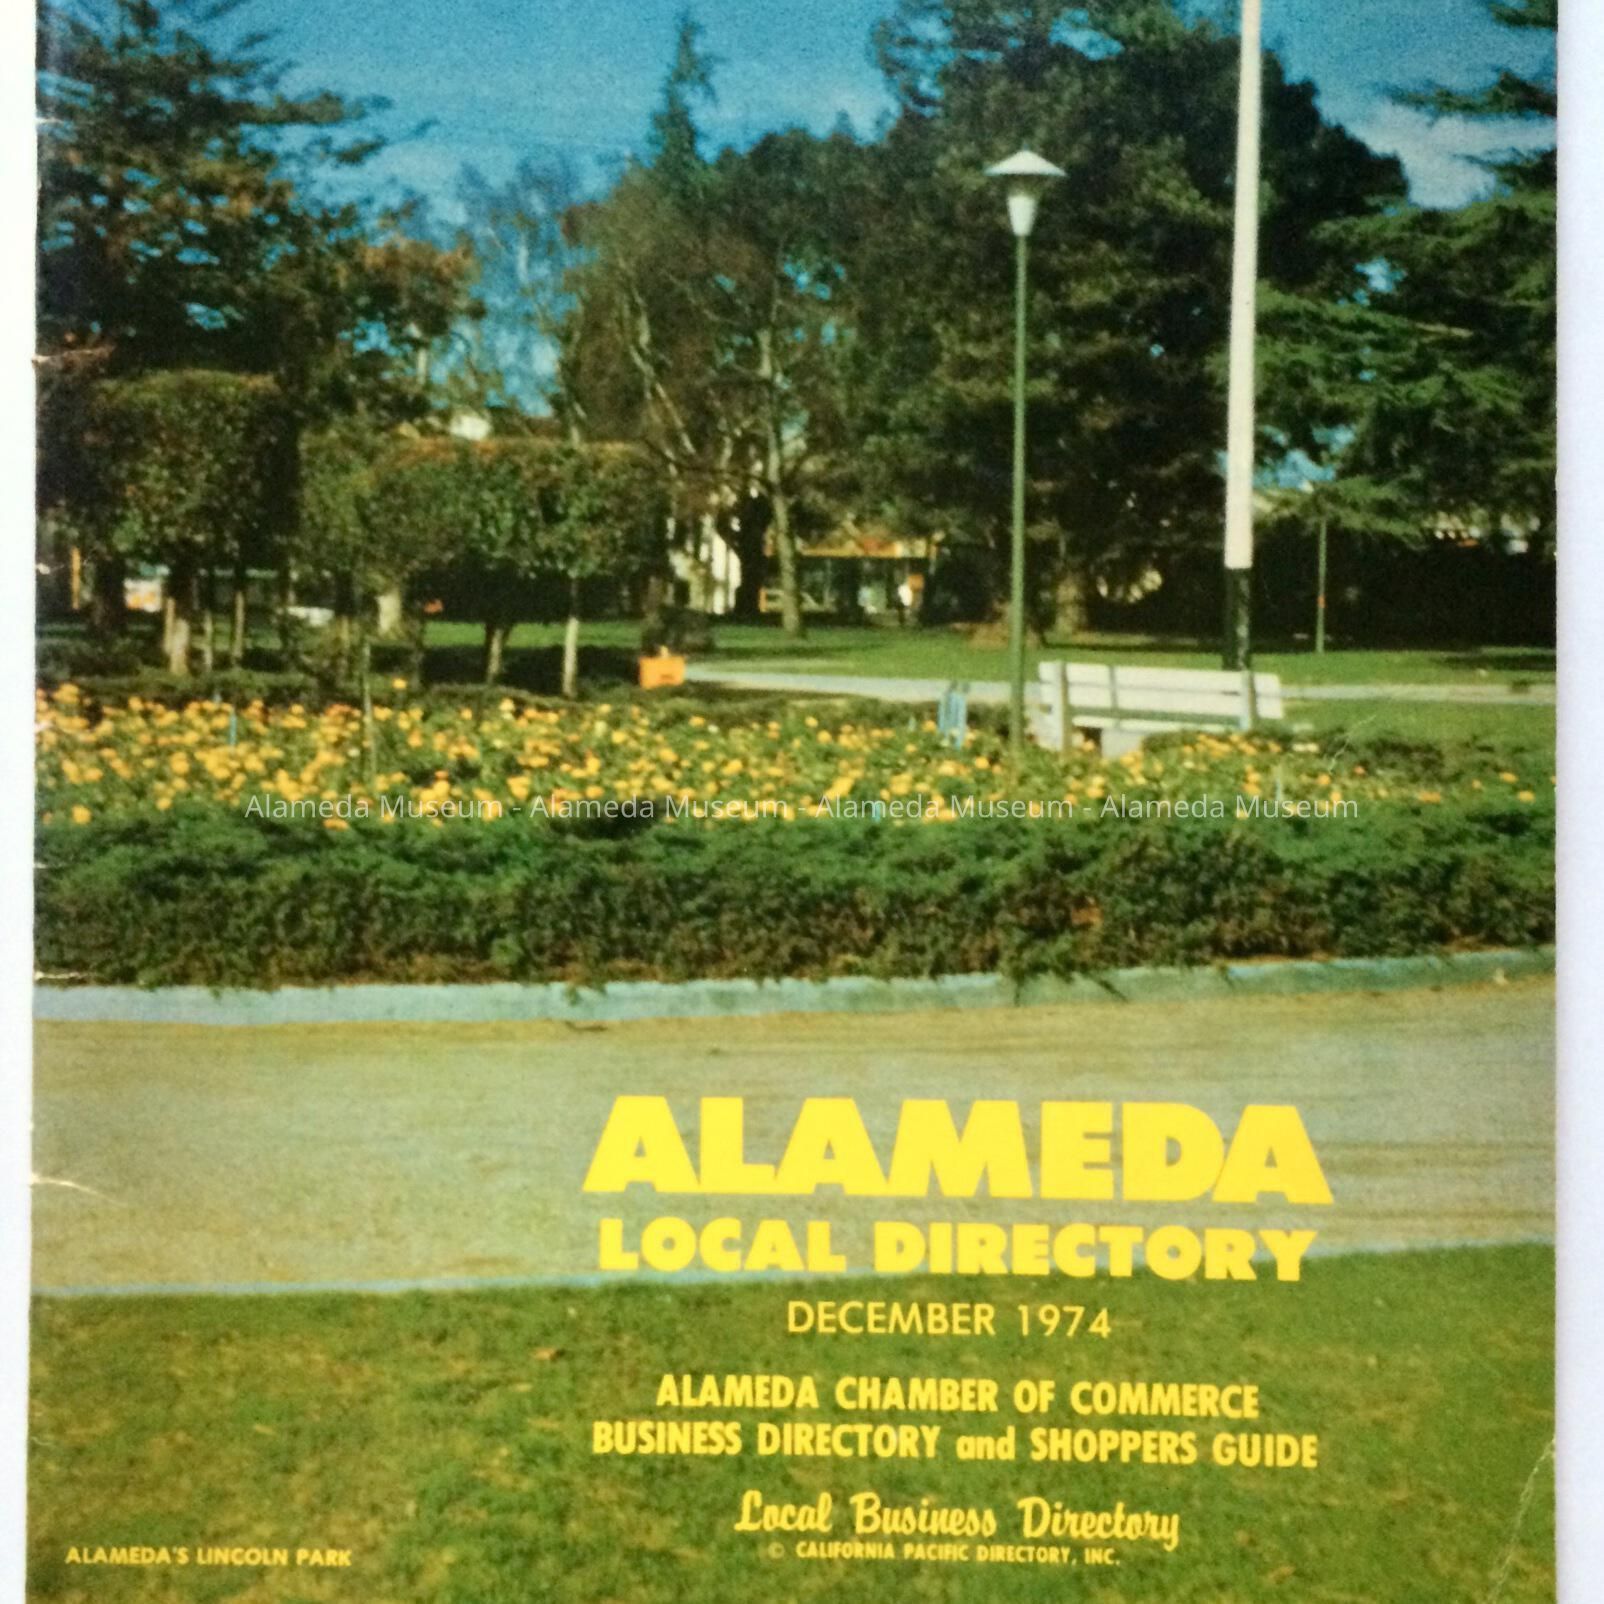 Alameda Museum - Alameda Museum - Alameda Museum - Alameda Museum
ALAMEDA
LOCAL DIRECTORY
DECEMBER 1974
ALAMEDA CHAMBER OF COMMERCE
BUSINESS DIRECTORY and SHOPPERS GUIDE
Local Business Directory
© CALIFORNIA PACIFIC DIRECTORY, INC.
ALAMEDA'S LINCOLN PARK